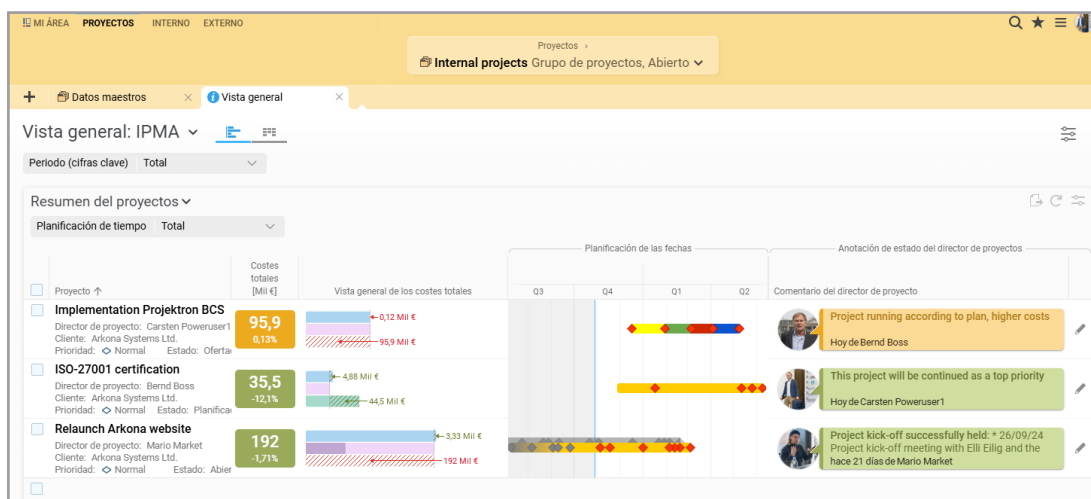 MI ÁREA PROYECTOS INTERNO EXTERNO
Proyectos ›
Internal projects Grupo de proyectos, Abierto
Datos maestros × Vista general ×
Vista general: IPMA
Periodo (cifras clave) Total
Resumen del proyectos
Planificación de tiempo Total
Planificación de las fechas
Anotación de estado del director de proyectos
Proyecto ↑
Costes totales [Mil €]
Vista general de los costes totales
Q3 Q4 Q1 Q2
Comentario del director de proyecto
Implementation Projektron BCS
Director de proyecto: Carsten Poweruser1
Cliente: Arkona Systems Ltd.
Prioridad: Normal Estado: Oferta
95,9
0,13%
0,12 Mil €
95,9 Mil €
Project running according to plan, higher costs
Hoy de Bernd Boss
ISO-27001 certification
Director de proyecto: Bernd Boss
Cliente: Arkona Systems Ltd.
Prioridad: Normal Estado: Planifica
35,5
-12,1%
4,88 Mil €
44,5 Mil €
This project will be continued as a top priority
Hoy de Carsten Poweruser1
Relaunch Arkona website
Director de proyecto: Mario Market
Cliente: Arkona Systems Ltd.
Prioridad: Normal Estado: Abier
192
-1,71%
3,33 Mil €
192 Mil €
Project kick-off successfully held: * 26/09/24
Project kick-off meeting with Elli Eilig and the
hace 21 días de Mario Market